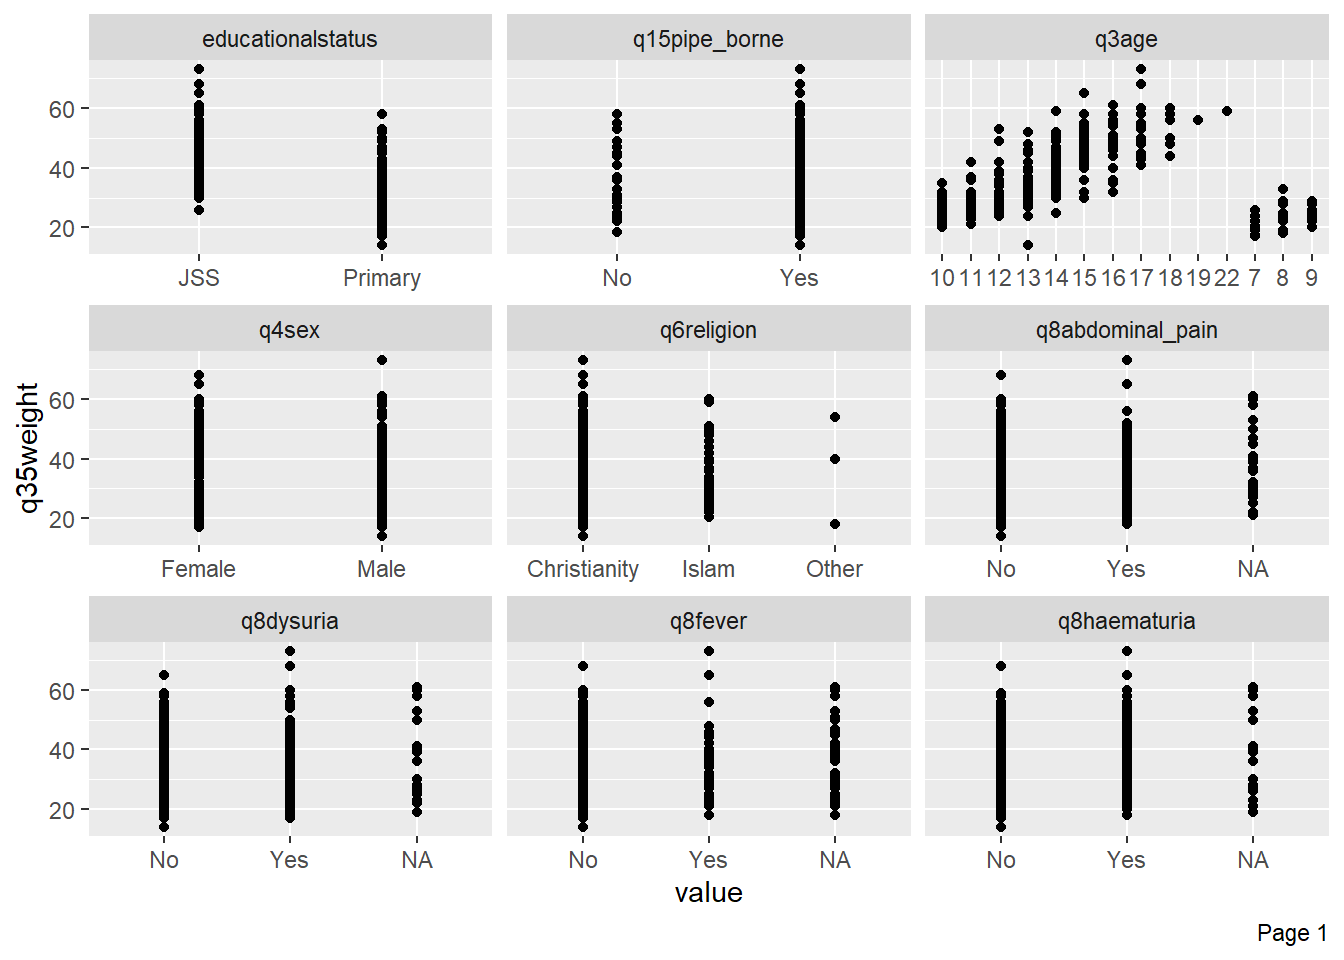 educationalstatus q15pipe_borne q3age
60
40
20
JSS Primary No Yes 10 11 12 13 14 15 16 17 18 19 22 7 8 9
q4sex q6religion q8abdominal_pain
60
40
20
Female Male Christianity Islam Other No Yes NA
q8dysuria q8fever q8haematuria
60
40
20
No Yes NA No Yes NA No Yes NA
q35weight
value
Page 1